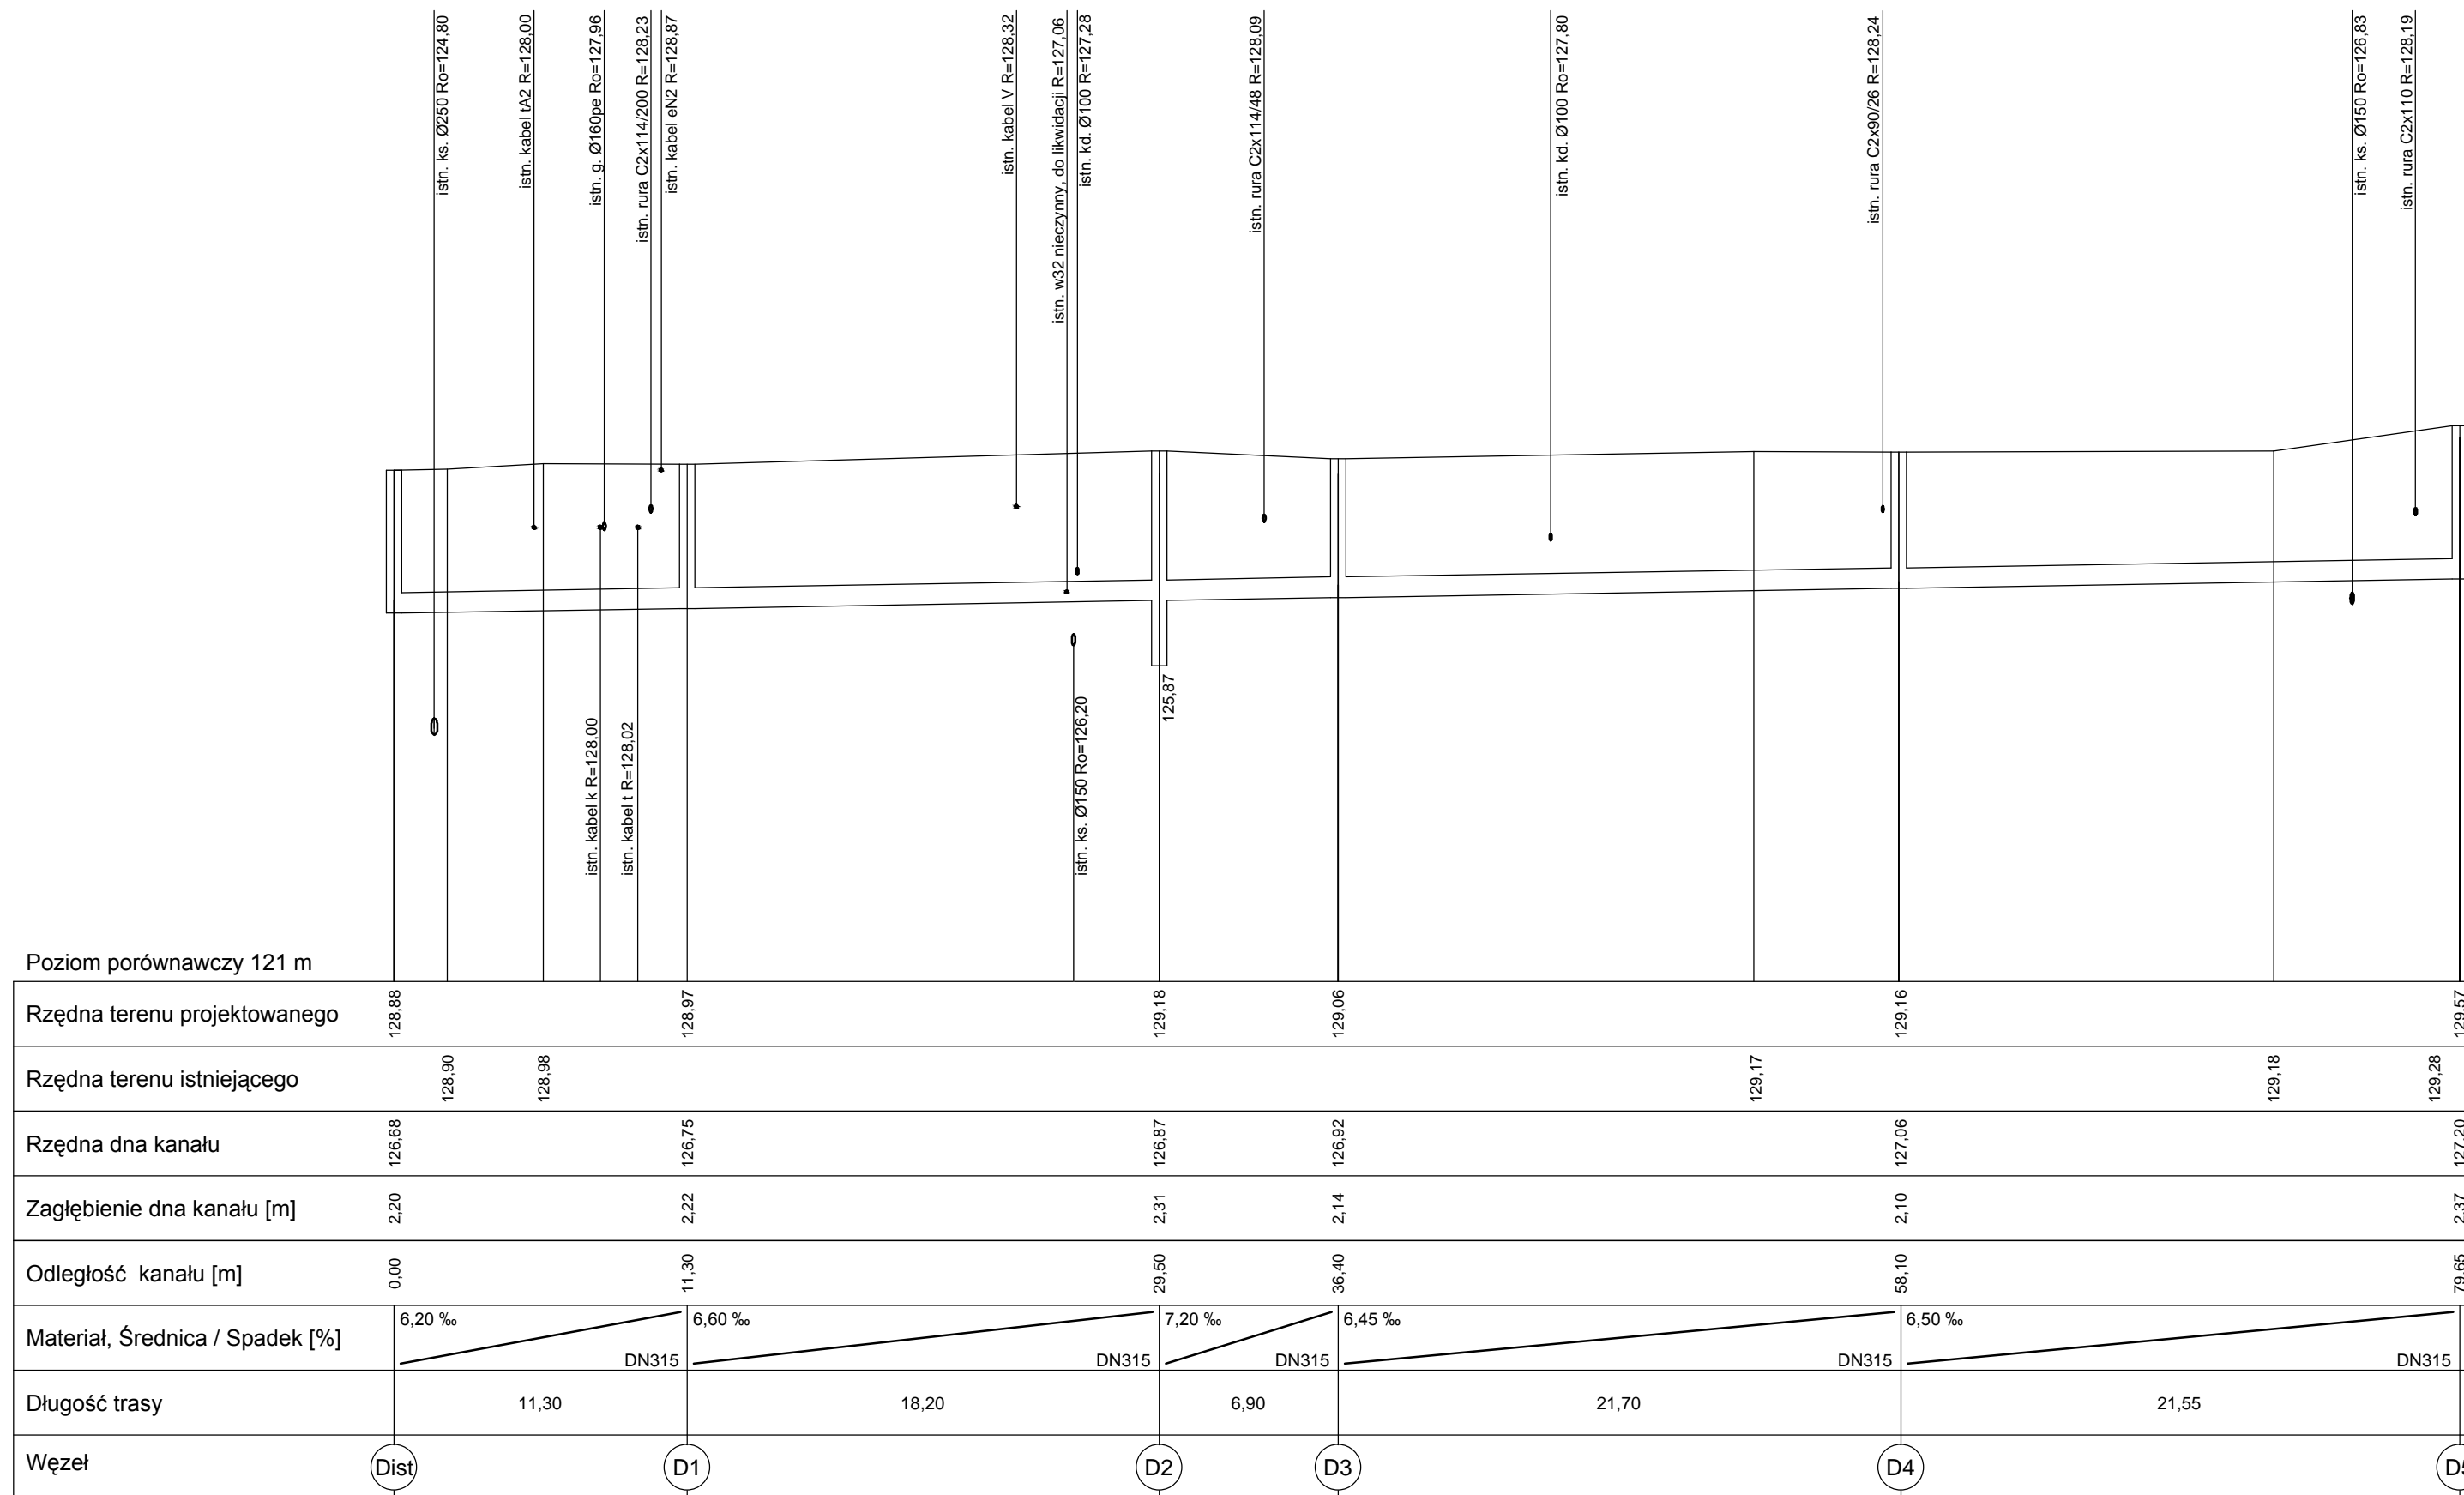 istn. ks. Ø250 Ro=124,80
istn. kabel tA2 R=128,00
istn. g. Ø160pe Ro=127,96
istn. rura C2x114/200 R=128,23
istn. kabel eN2 R=128,87
istn. kabel V R=128,32
istn. w32 nieczynny, do likwidacji R=127,06
istn. kd. Ø100 R=127,28
istn. rura C2x114/48 R=128,09
istn. kd. Ø100 Ro=127,80
istn. rura C2x90/26 R=128,24
istn. ks. Ø150 Ro=126,83
istn. rura C2x110 R=128,19
istn. kabel k R=128,00
istn. kabel t R=128,02
istn. ks. Ø150 Ro=126,20
125,87
Poziom porównawczy 121 m
Rzędna terenu projektowanego 128,88 128,97 129,18 129,06 129,16 129,57
Rzędna terenu istniejącego 128,90 128,98 129,17 129,18 129,28
Rzędna dna kanału 126,68 126,75 126,87 126,92 127,06 127,20
Zagłębienie dna kanału [m] 2,20 2,22 2,31 2,14 2,10 2,37
Odległość kanału [m] 0,00 11,30 29,50 36,40 58,10 79,65
Materiał, Średnica / Spadek [%] 6,20 ‰ DN315 6,60 ‰ DN315 7,20 ‰ DN315 6,45 ‰ DN315 6,50 ‰ DN315
Długość trasy 11,30 18,20 6,90 21,70 21,55
Węzeł Dist D1 D2 D3 D4